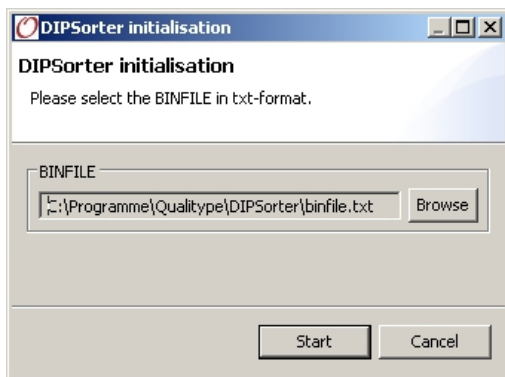 DIPSorter initialisation
DIPSorter initialisation
Please select the BINFILE in txt-format.
BINFILE
C:\Programme\Qualitype\DIPSorter\binfile.txt
Browse
Start
Cancel